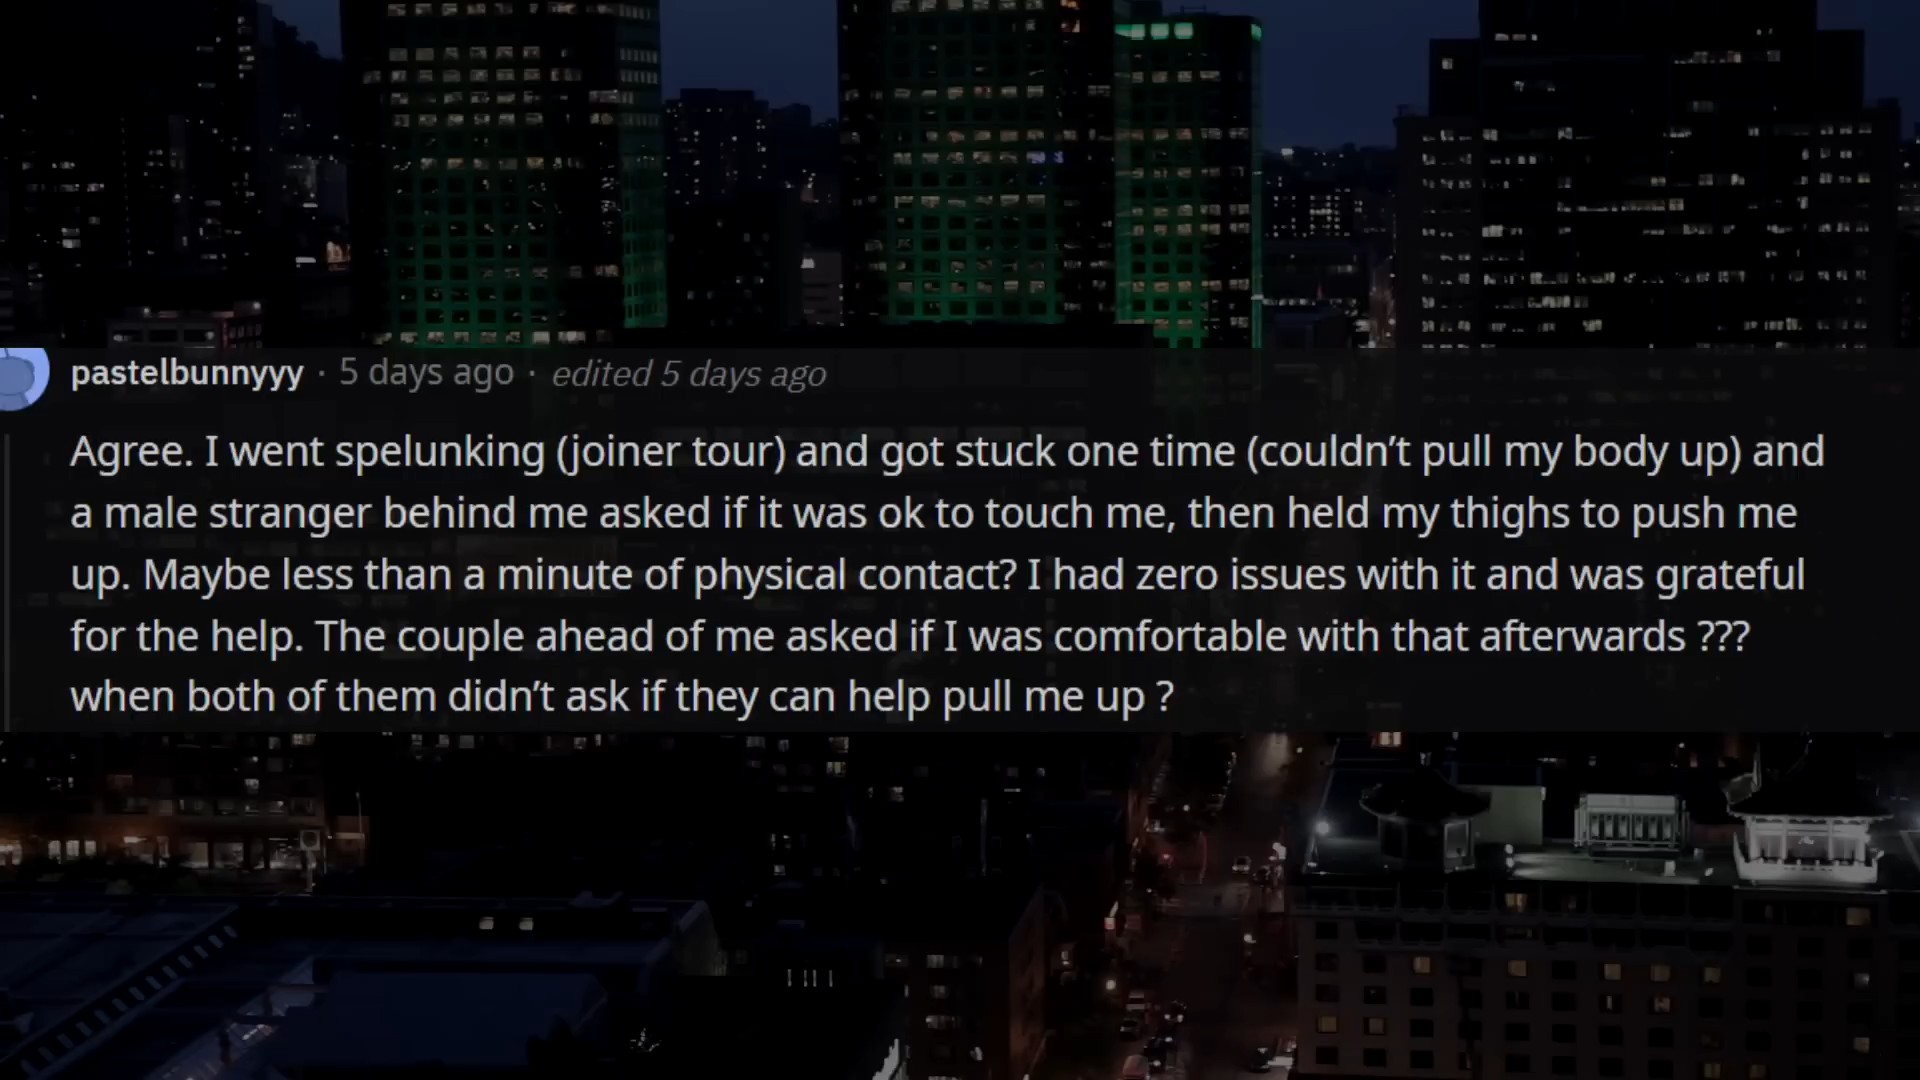 pastelbunnyyy · 5 days ago · edited 5 days ago
Agree. I went spelunking (joiner tour) and got stuck one time (couldn’t pull my body up) and
a male stranger behind me asked if it was ok to touch me, then held my thighs to push me
up. Maybe less than a minute of physical contact? I had zero issues with it and was grateful
for the help. The couple ahead of me asked if I was comfortable with that afterwards ???
when both of them didn’t ask if they can help pull me up ?